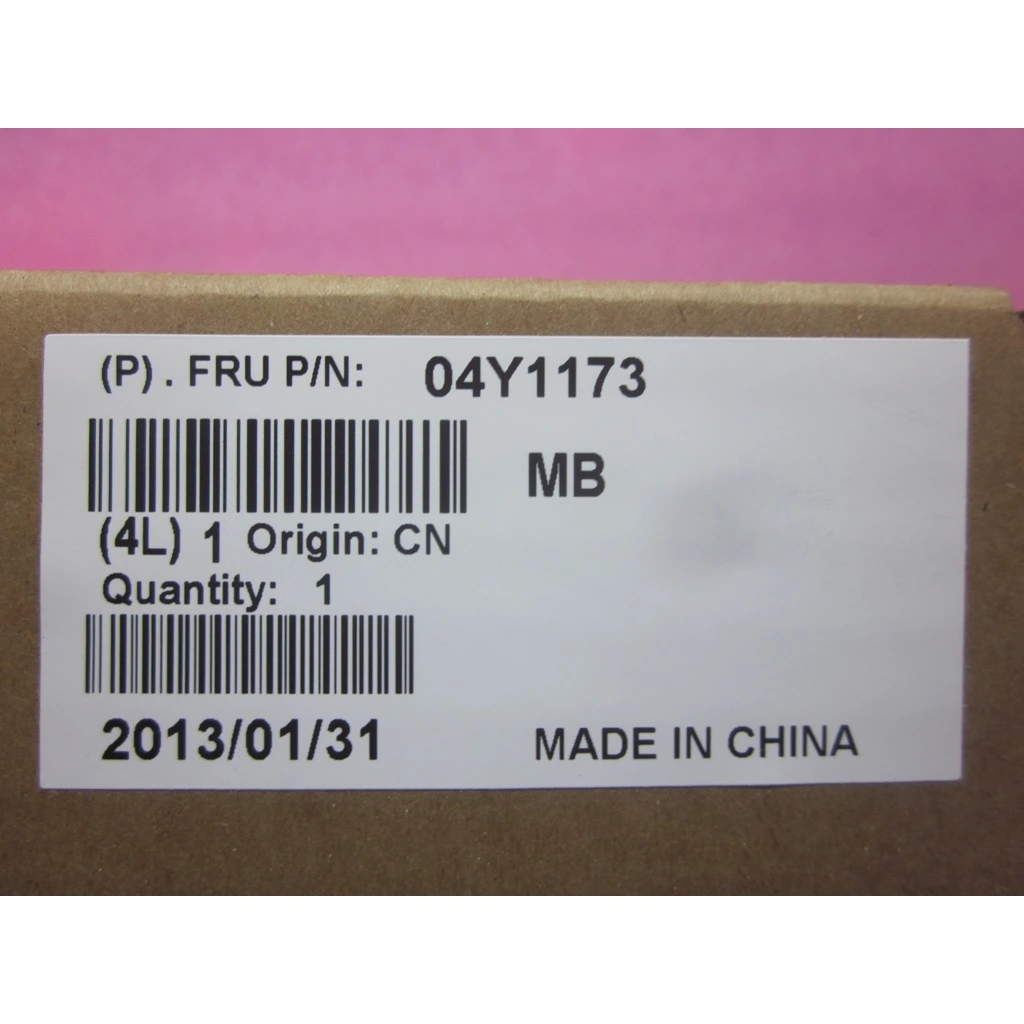 (P) . FRU P/N: 04Y1173
MB
(4L) 1 Origin: CN
Quantity: 1
2013/01/31
MADE IN CHINA